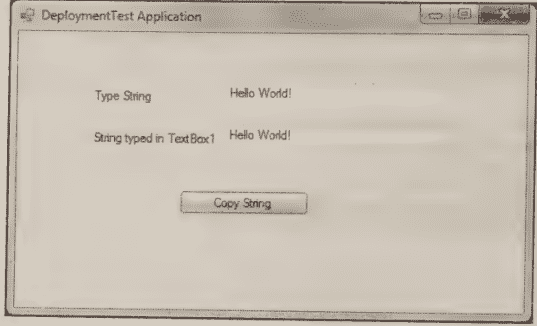 DeploymentTest Application
Type String Hello World!
String typed in TextBox1 Hello World!
Copy String